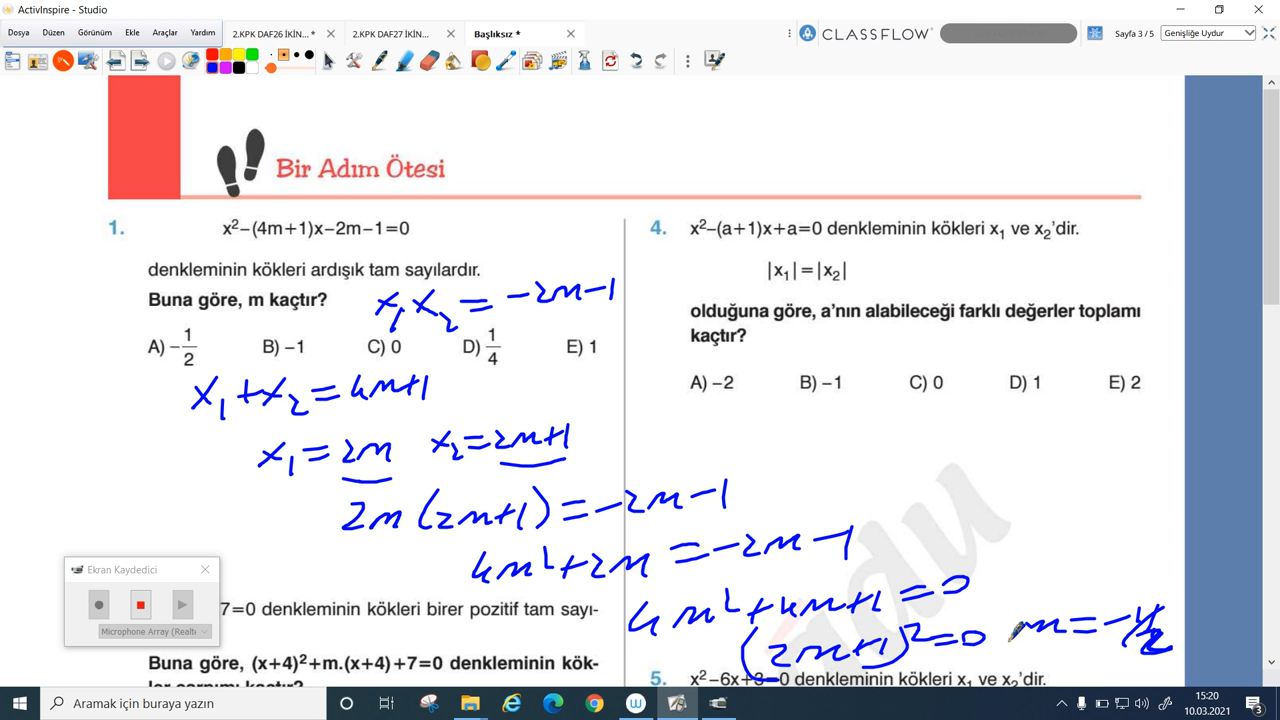 ActivInspire - Studio
Dosya Düzen Görünüm Ekle Araçlar Yardım
2.KPK DAF26 İKİN... * 2.KPK DAF27 İKİN... Başlıksız *
CLASSFLOW
Sayfa 3 / 5 Genişliğe Uydur
Bir Adım Ötesi
1. x²-(4m+1)x-2m-1=0
denkleminin kökleri ardışık tam sayılardır.
Buna göre, m kaçtır?
x₁x₂ = -2m-1
A) -1/2 B) -1 C) 0 D) 1/4 E) 1
x₁+x₂=4m+1
x₁=2m x₂=2m+1
2m(2m+1)=-2m-1
4m²+2m=-2m-1
4m²+4m+1=0
(2m+1)²=0 m=-1/2
7=0 denkleminin kökleri birer pozitif tam sayı-
Buna göre, (x+4)²+m.(x+4)+7=0 denkleminin kök-
ler çarpımı kaçtır?
4. x²-(a+1)x+a=0 denkleminin kökleri x₁ ve x₂'dir.
|x₁|=|x₂|
olduğuna göre, a'nın alabileceği farklı değerler toplamı
kaçtır?
A) -2 B) -1 C) 0 D) 1 E) 2
adu
5. x²-6x+3=0 denkleminin kökleri x₁ ve x₂'dir.
Ekran Kaydedici
Microphone Array (Realt
Aramak için buraya yazın
15:20
10.03.2021
3